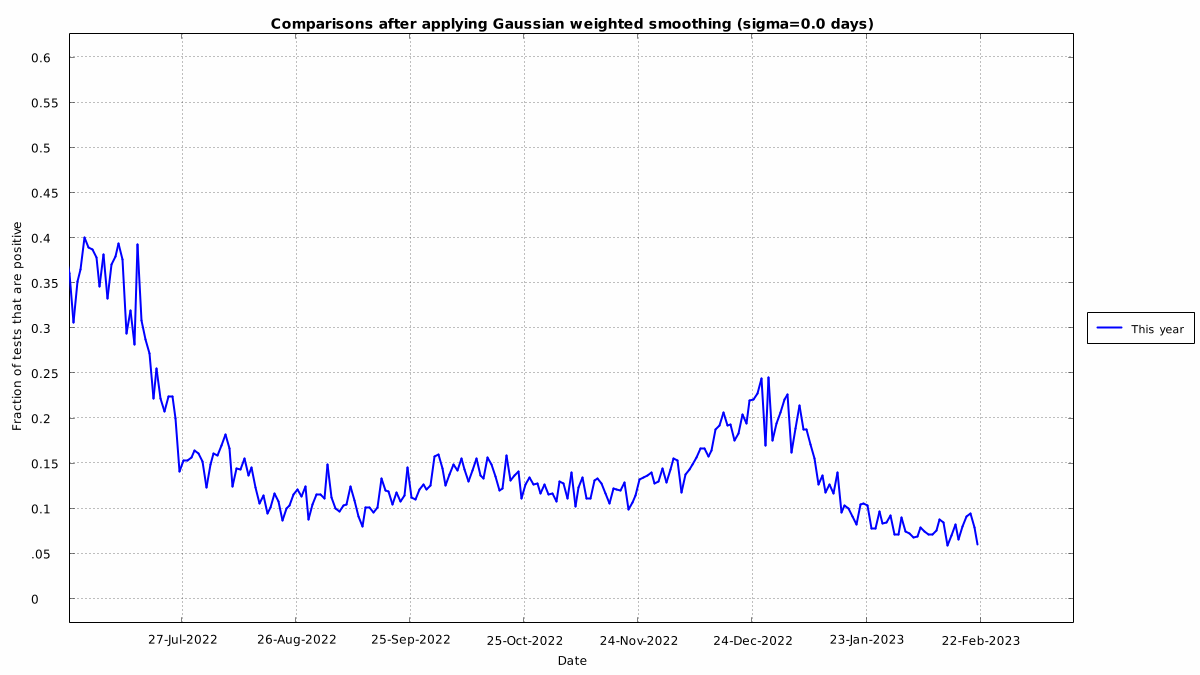 Comparisons after applying Gaussian weighted smoothing (sigma=0.0 days)
0.6
0.55
0.5
0.45
0.4
0.35
0.3
0.25
0.2
0.15
0.1
.05
0
Fraction of tests that are positive
27-Jul-2022 26-Aug-2022 25-Sep-2022 25-Oct-2022 24-Nov-2022 24-Dec-2022 23-Jan-2023 22-Feb-2023
Date
This year